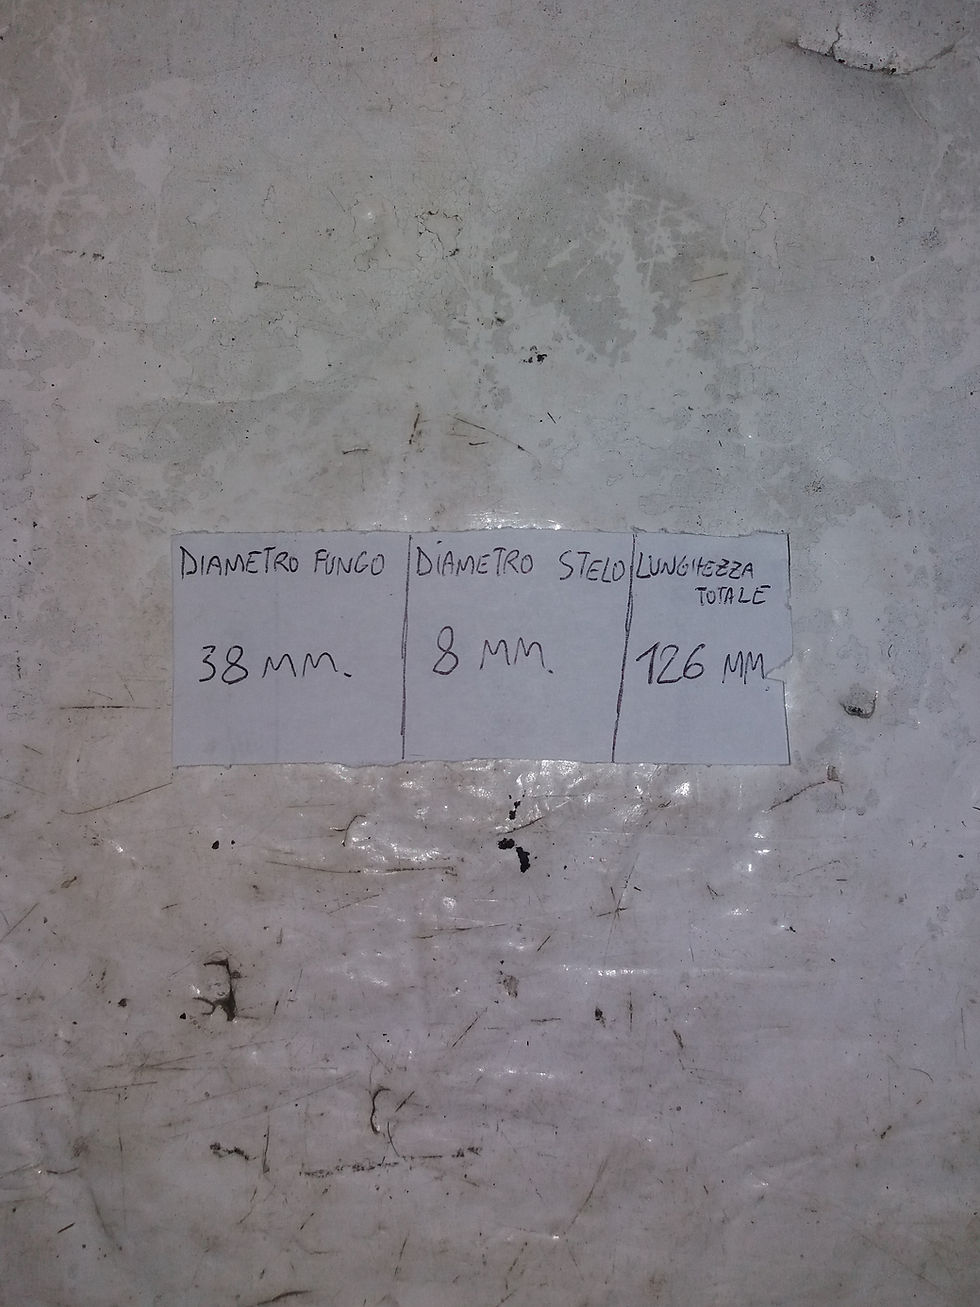 DIAMETRO FUNGO
38 MM.
DIAMETRO STELO
8 MM.
LUNGHEZZA
TOTALE
126 MM.